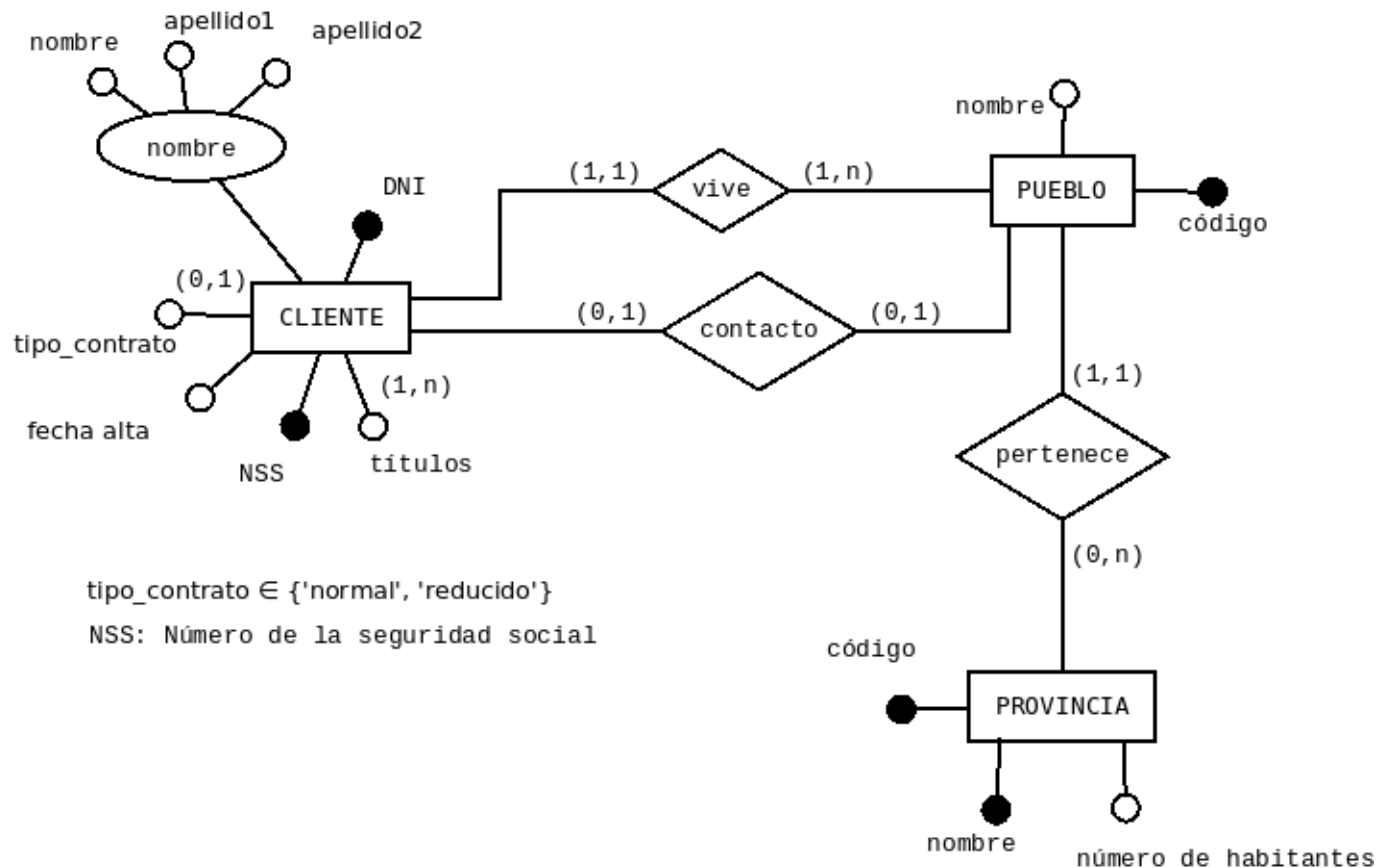 apellido1
nombre
apellido2
nombre
nombre
DNI
(1,1)
vive
(1,n)
PUEBLO
código
(0,1)
CLIENTE
(0,1)
contacto
(0,1)
tipo_contrato
(1,1)
(1,n)
fecha alta
NSS
títulos
pertenece
(0,n)
tipo_contrato ∈ {'normal', 'reducido'}
NSS: Número de la seguridad social
código
PROVINCIA
nombre
número de habitantes